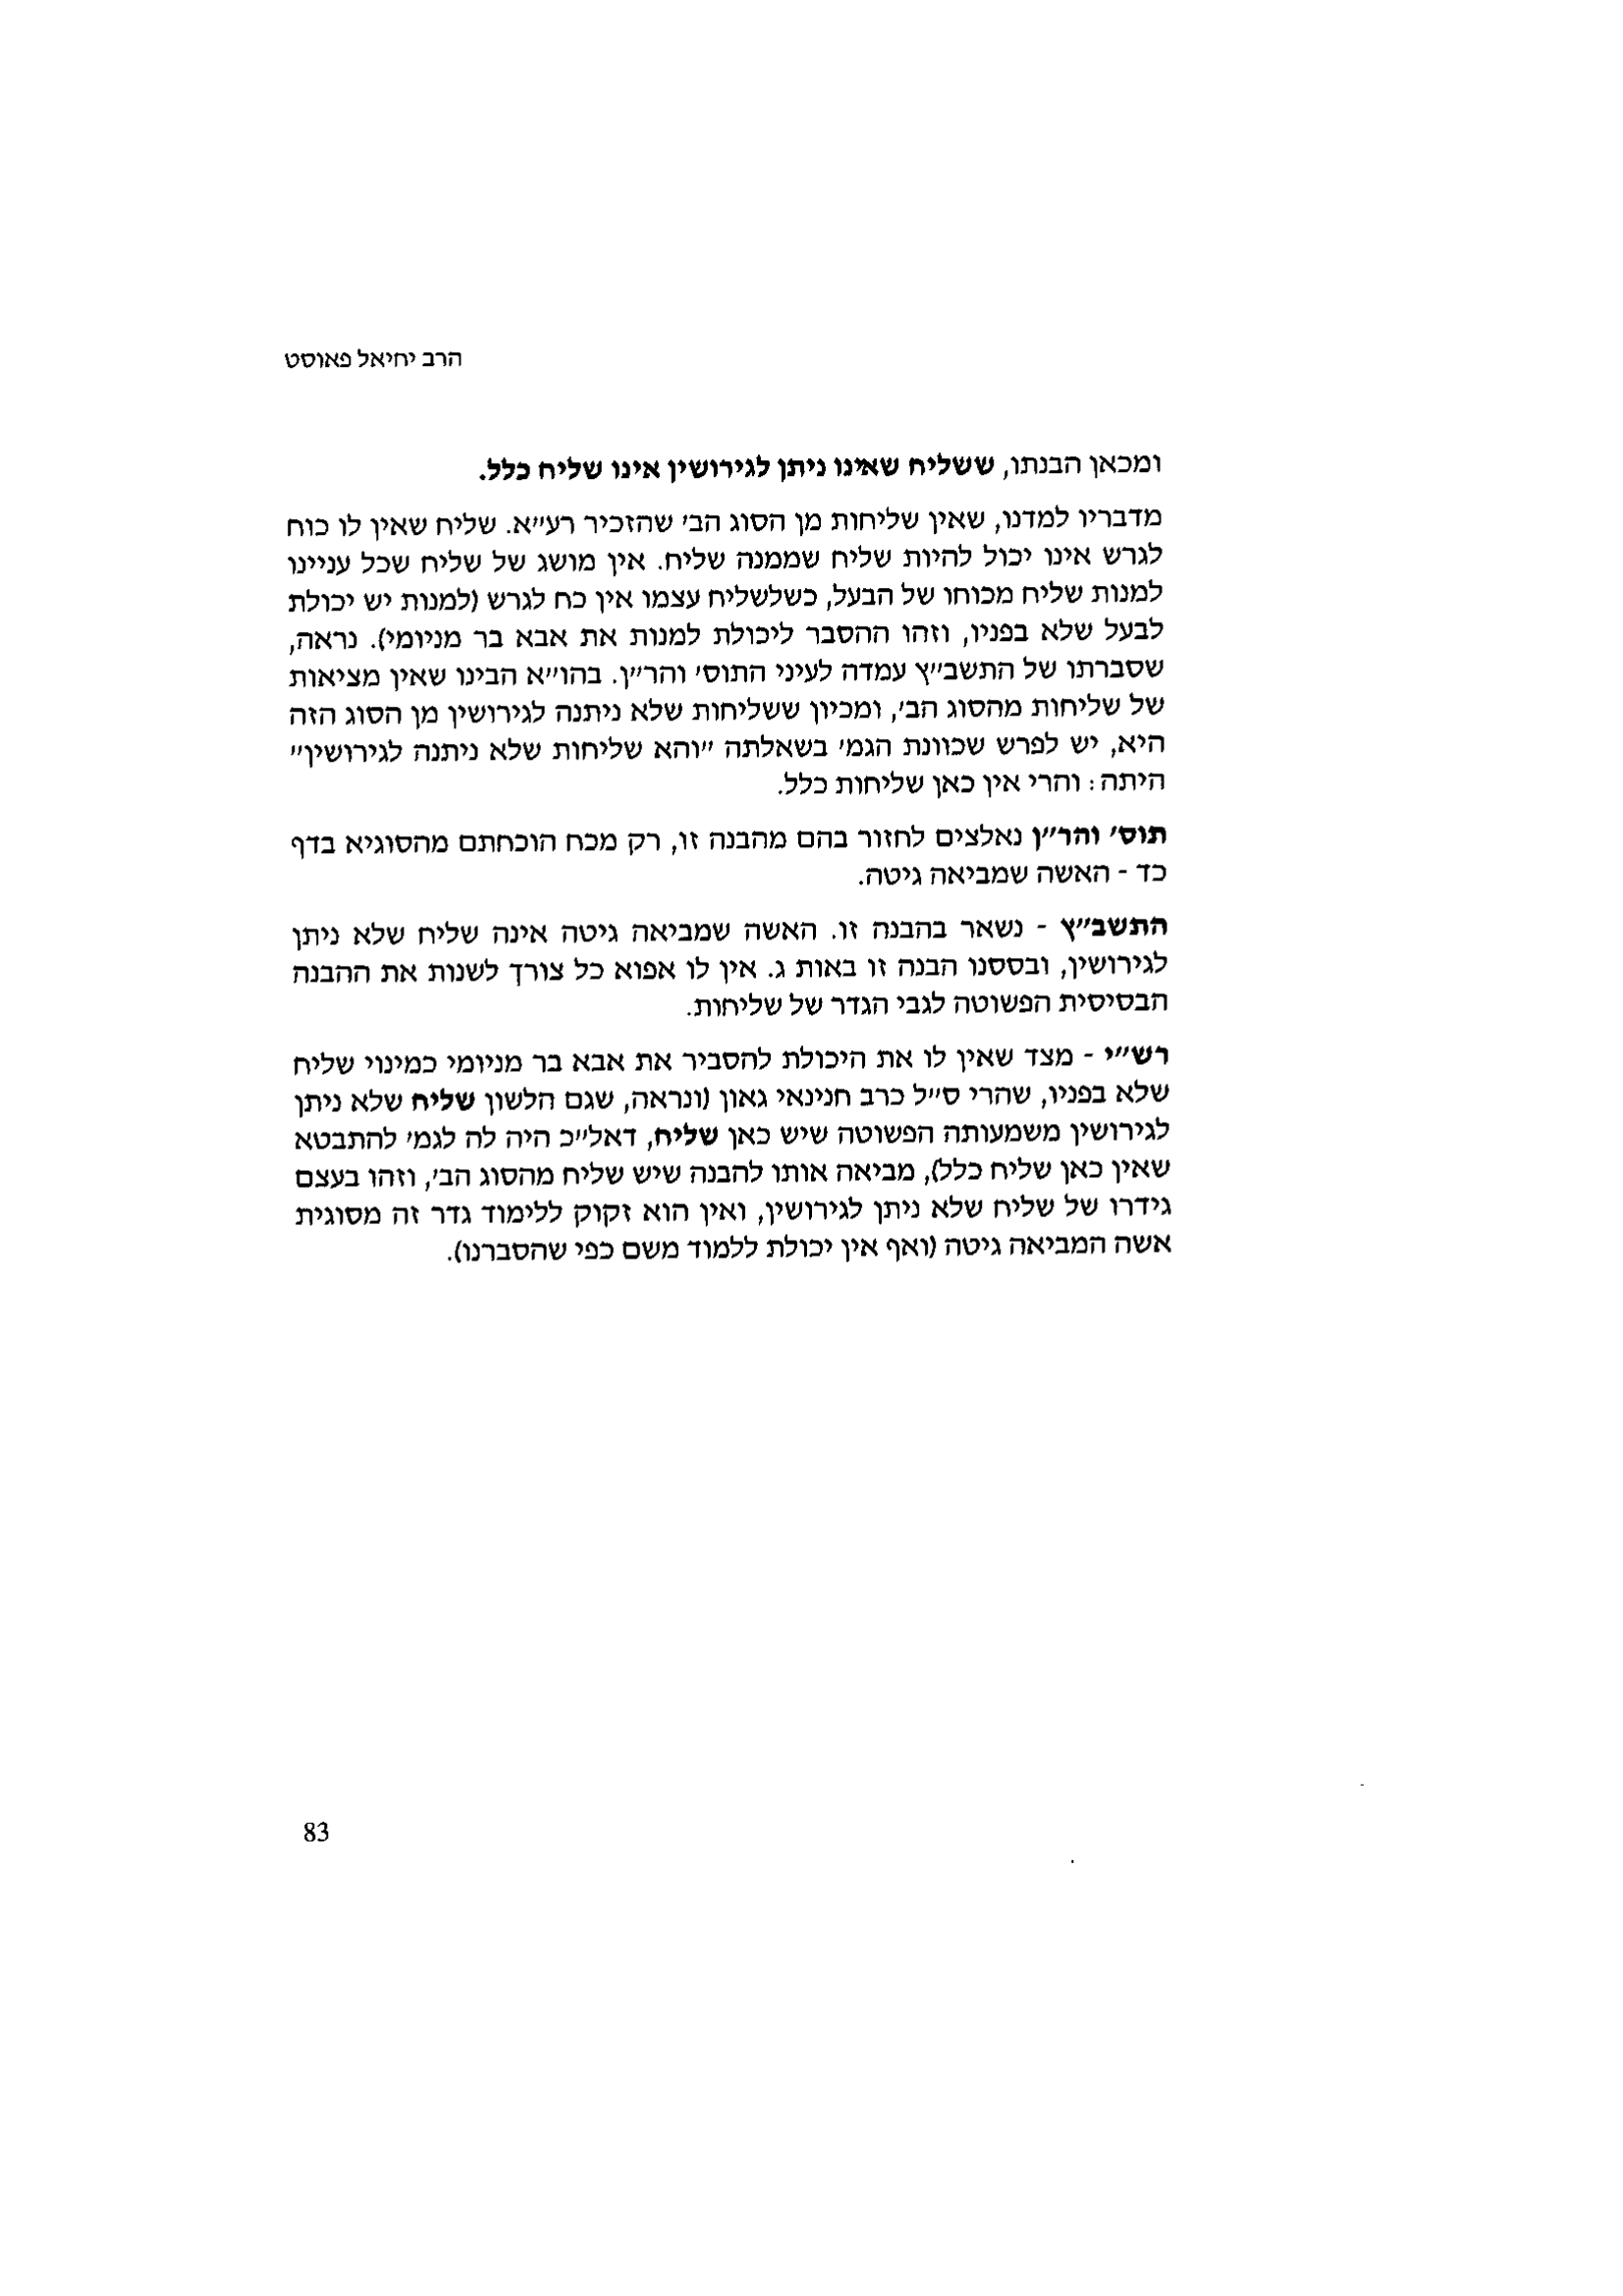 הרב יחיאל פאוסט
ומכאן הבנתו, ששליח שאינו ניתן לגירושין אינו שליח כלל.
מדבריו למדנו, שאין שליחות מן הסוג הב' שהזכיר רע״א. שליח שאין לו כוח
לגרש אינו יכול להיות שליח שממנה שליח. אין מושג של שליח שכל עניינו
למנות שליח מכוחו של הבעל, כשלשליח עצמו אין כח לגרש (למנות יש יכולת
לבעל שלא בפניו, וזהו ההסבר ליכולת למנות את אבא בר מניומי). נראה,
שסברתו של התשב״ץ עמדה לעיני התוס' והר״ן. בהו״א הבינו שאין מציאות
של שליחות מהסוג הב', ומכיון ששליחות שלא ניתנה לגירושין מן הסוג הזה
היא, יש לפרש שכוונת הגמ' בשאלתה ״והא שליחות שלא ניתנה לגירושין״
היתה: והרי אין כאן שליחות כלל.
תוס' והר״ן נאלצים לחזור בהם מהבנה זו, רק מכח הוכחתם מהסוגיא בדף
כד - האשה שמביאה גיטה.
התשב״ץ - נשאר בהבנה זו. האשה שמביאה גיטה אינה שליח שלא ניתן
לגירושין, ובססנו הבנה זו באות ג. אין לו אפוא כל צורך לשנות את ההבנה
הבסיסית הפשוטה לגבי הגדר של שליחות.
רש״י - מצד שאין לו את היכולת להסביר את אבא בר מניומי כמינוי שליח
שלא בפניו, שהרי ס״ל כרב חנינאי גאון (ונראה, שגם הלשון שליח שלא ניתן
לגירושין משמעותה הפשוטה שיש כאן שליח, דאל״כ היה לה לגמ' להתבטא
שאין כאן שליח כלל), מביאה אותו להבנה שיש שליח מהסוג הב', וזהו בעצם
גידרו של שליח שלא ניתן לגירושין, ואין הוא זקוק ללימוד גדר זה מסוגית
אשה המביאה גיטה (ואף אין יכולת ללמוד משם כפי שהסברנו).
83